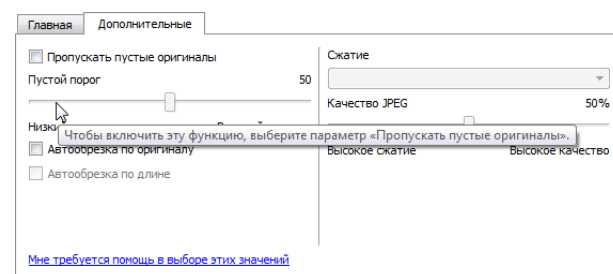 Главная Дополнительные
Пропускать пустые оригиналы
Пустой порог 50
Чтобы включить эту функцию, выберите параметр «Пропускать пустые оригиналы».
Автообрезка по оригиналу
Автообрезка по длине
Мне требуется помощь в выборе этих значений
Сжатие
Качество JPEG 50%
Высокое сжатие Высокое качество